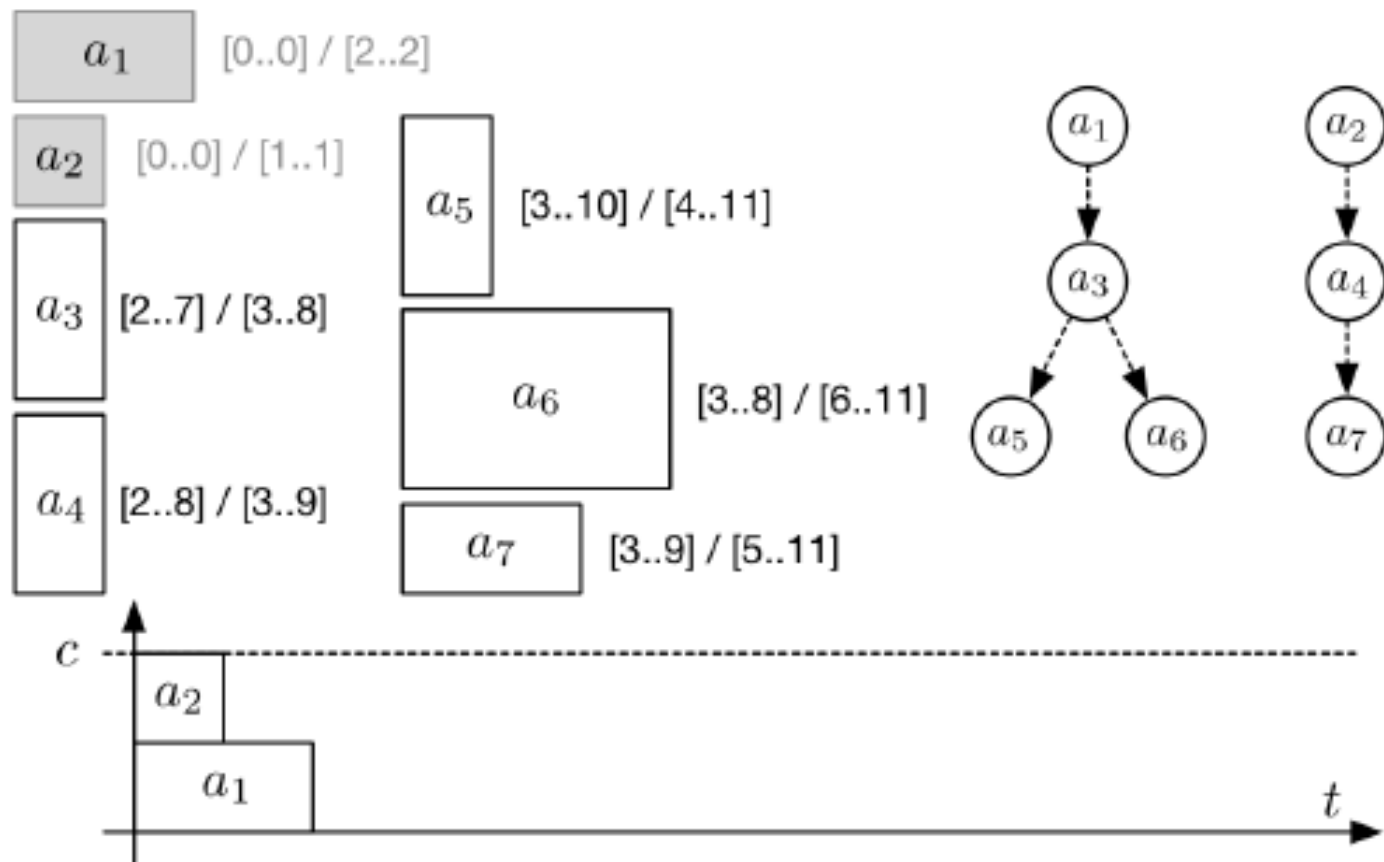 a1 [0..0] / [2..2]
a2 [0..0] / [1..1]
a3 [2..7] / [3..8]
a4 [2..8] / [3..9]
a5 [3..10] / [4..11]
a6 [3..8] / [6..11]
a7 [3..9] / [5..11]
a1
a2
a3
a4
a5
a6
a7
c
a2
a1
t